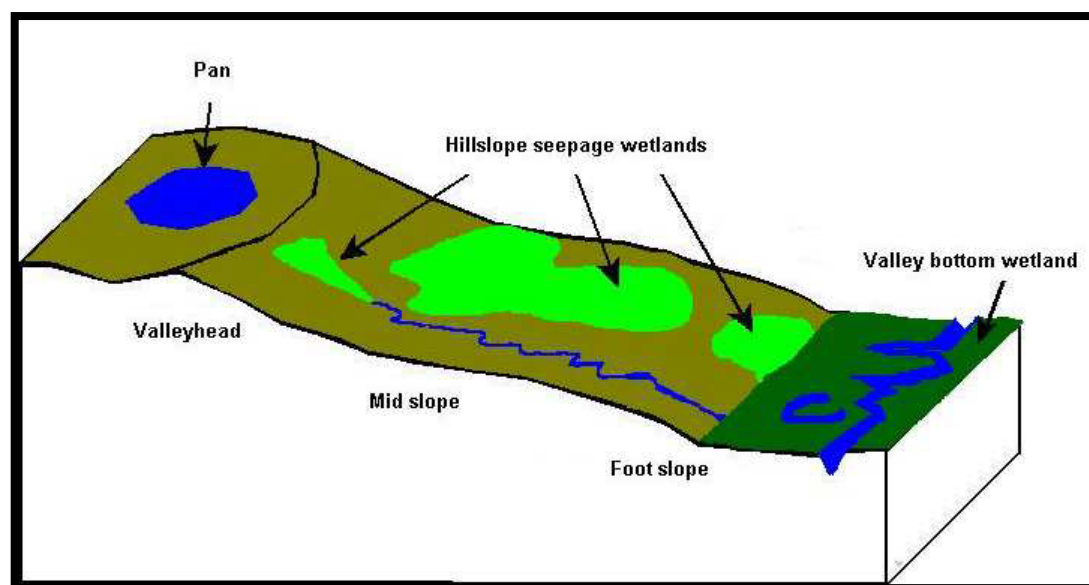 Pan
Hillslope seepage wetlands
Valley bottom wetland
Valleyhead
Mid slope
Foot slope